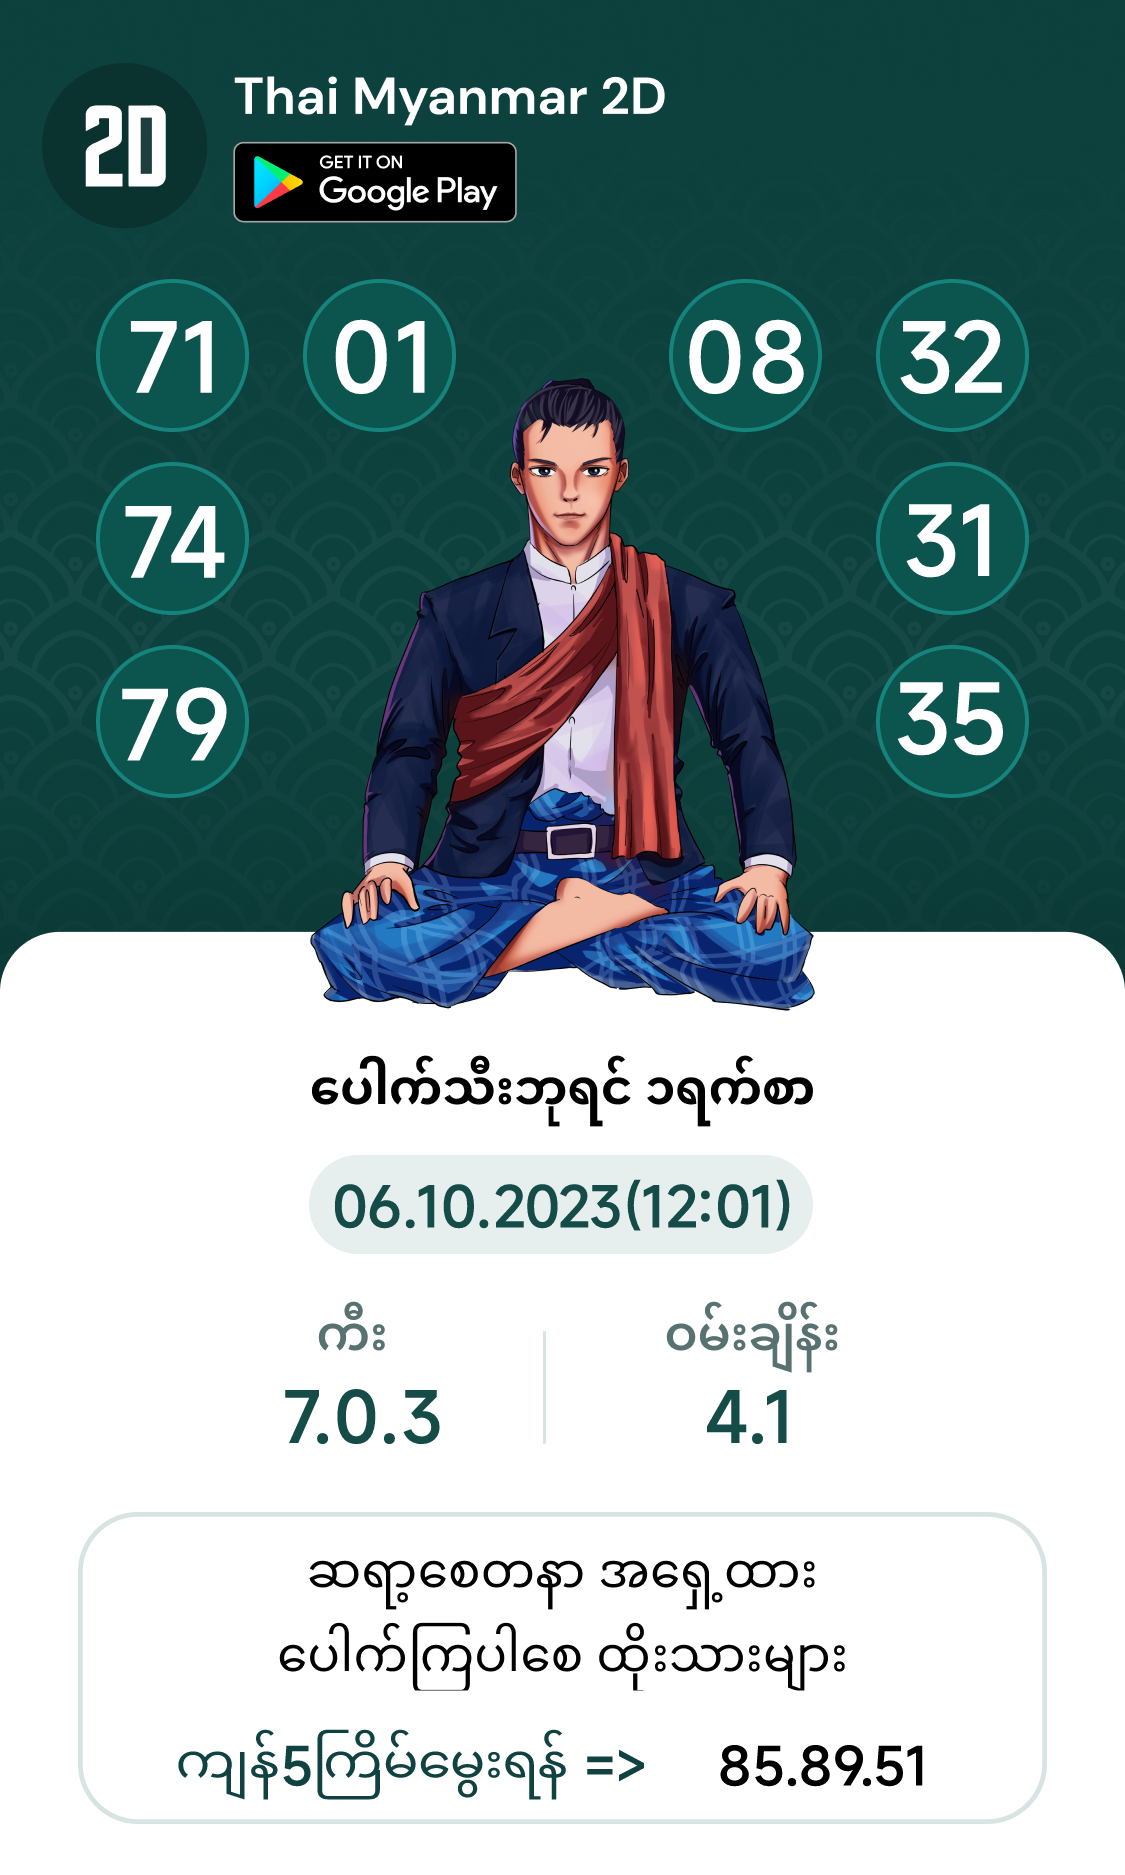 2D
Thai Myanmar 2D
GET IT ON
Google Play
71 01 08 32
74 31
79 35
ပေါက်သီးဘုရင် ၁ရက်စာ
06.10.2023(12:01)
ကီး ဝမ်းချိန်း
7.0.3 4.1
ဆရာ့စေတနာ အရှေ့ထား
ပေါက်ကြပါစေ ထိုးသားများ
ကျန်5ကြိမ်မွေးရန် => 85.89.51